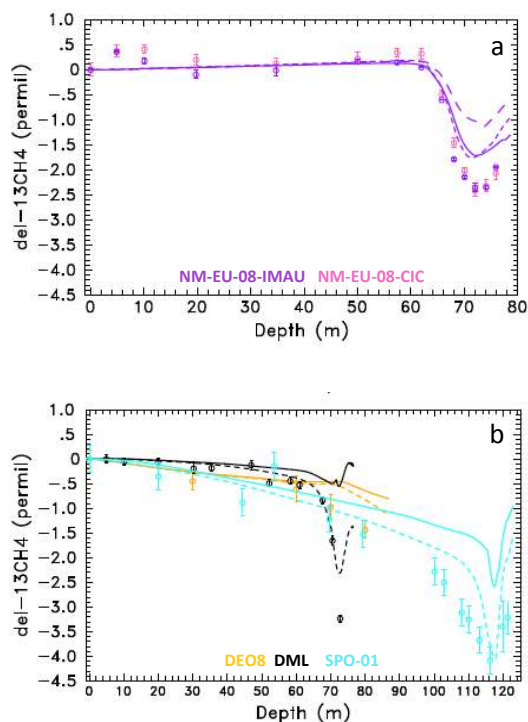 a
1.0
.5
0
-.5
-1.0
-1.5
-2.0
-2.5
-3.0
-3.5
-4.0
-4.5
del-13CH4 (permil)
NM-EU-08-IMAU NM-EU-08-CIC
0 10 20 30 40 50 60 70 80
Depth (m)
b
1.0
.5
0
-.5
-1.0
-1.5
-2.0
-2.5
-3.0
-3.5
-4.0
-4.5
del-13CH4 (permil)
DEO8 DML SPO-01
0 10 20 30 40 50 60 70 80 90 100 110 120
Depth (m)